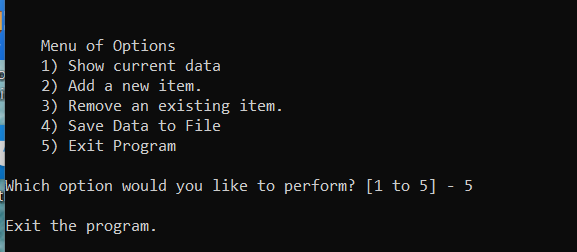 Menu of Options
1) Show current data
2) Add a new item.
3) Remove an existing item.
4) Save Data to File
5) Exit Program
Which option would you like to perform? [1 to 5] - 5
Exit the program.